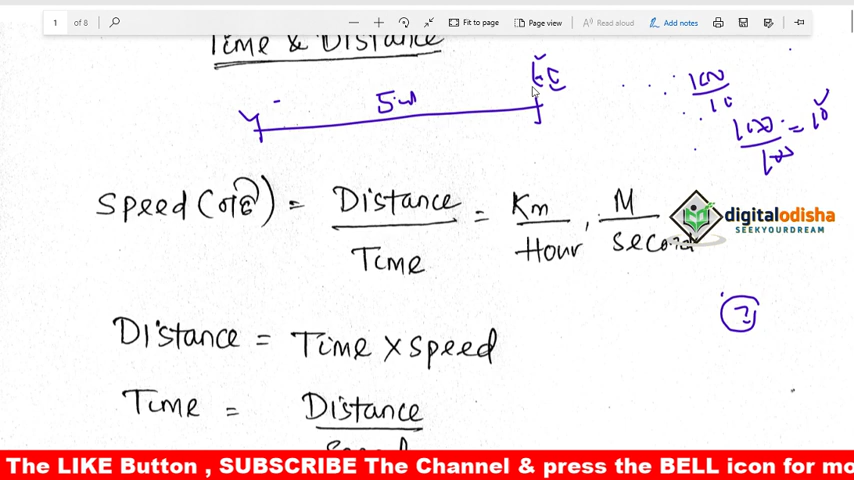 1 of 8 Fit to page Page view Read aloud Add notes
Time & Distance
Speed (ଗତି) = Distance / Time = Km / Hour , M / Second
digitalodisha
SEEKYOURDREAM
Distance = Time × speed
Time = Distance
The LIKE Button , SUBSCRIBE The Channel & press the BELL icon for mo